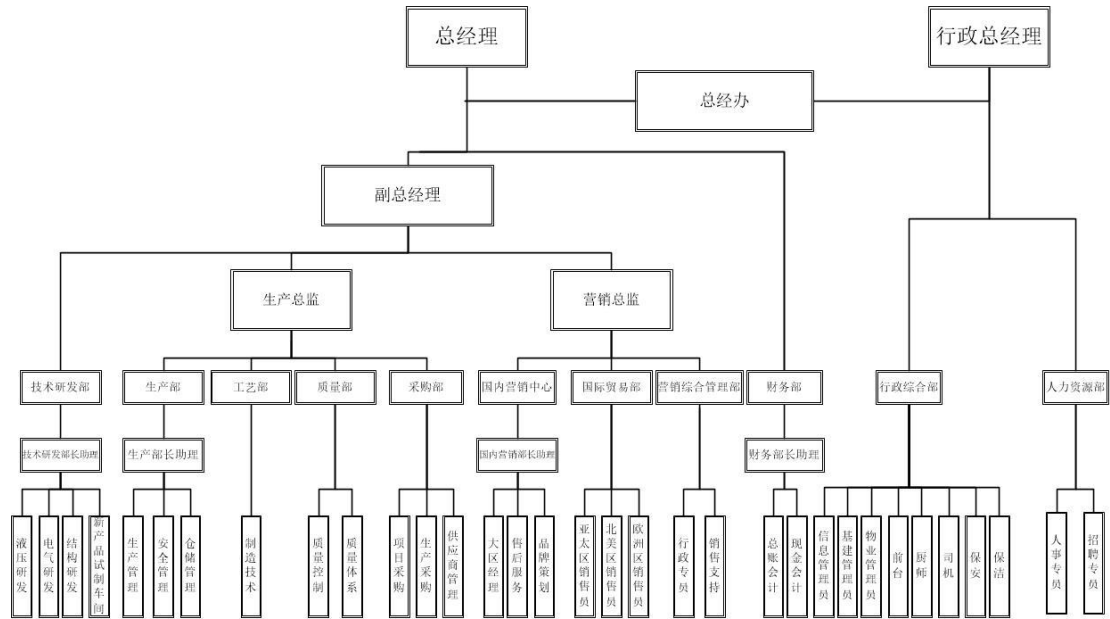 总经理
行政总经理
总经办
副总经理
生产总监
营销总监
技术研发部
生产部
工艺部
质量部
采购部
国内营销中心
国际贸易部
营销综合管理部
财务部
行政综合部
人力资源部
技术研发部长助理
生产部长助理
国内营销部长助理
财务部长助理
液压研发
电气研发
结构研发
新产品试制车间
生产管理
安全管理
仓储管理
制造技术
质量控制
质量体系
项目采购
生产采购
供应商管理
大区经理
售后服务
品牌策划
亚太区销售员
北美区销售员
欧洲区销售员
行政专员
销售支持
总账会计
现金会计
信息管理员
基建管理员
物业管理员
前台
厨师
司机
保安
保洁
人事专员
招聘专员